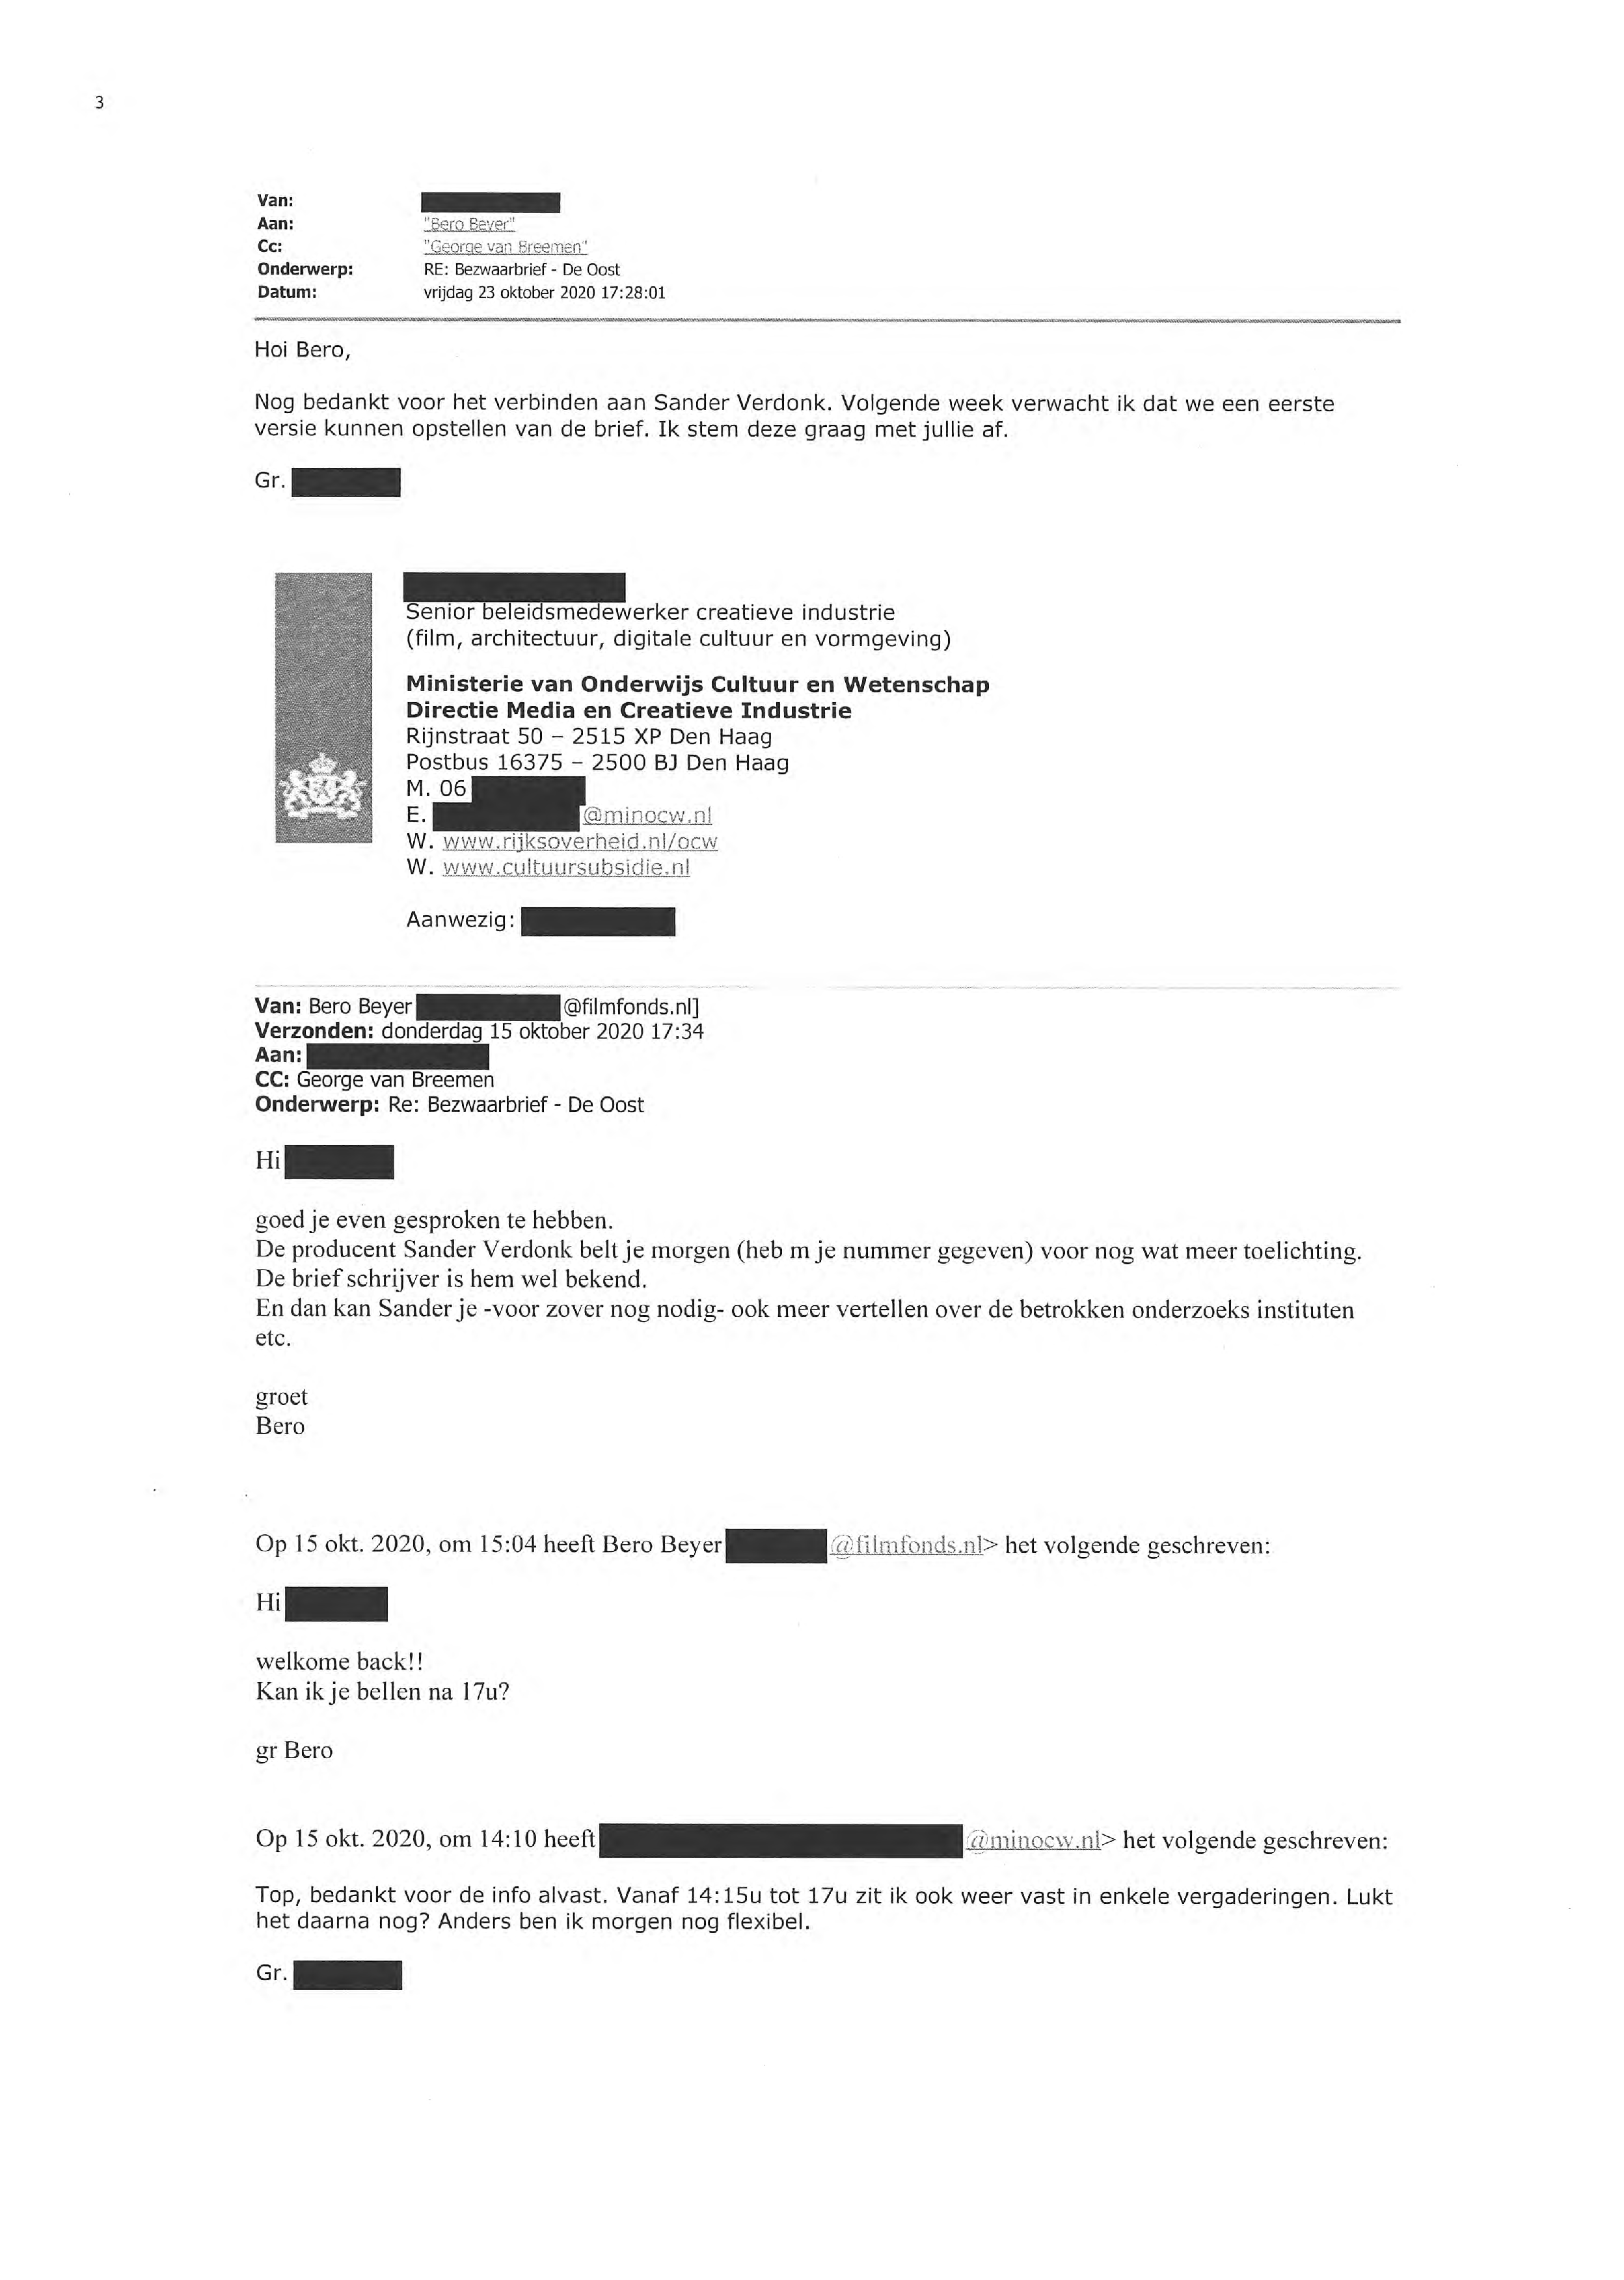 3
Van:
Aan: "Bero Beyer"
Cc: "George van Breemen"
Onderwerp: RE: Bezwaarbrief - De Oost
Datum: vrijdag 23 oktober 2020 17:28:01
Hoi Bero,
Nog bedankt voor het verbinden aan Sander Verdonk. Volgende week verwacht ik dat we een eerste
versie kunnen opstellen van de brief. Ik stem deze graag met jullie af.
Gr.
Senior beleidsmedewerker creatieve industrie
(film, architectuur, digitale cultuur en vormgeving)
Ministerie van Onderwijs Cultuur en Wetenschap
Directie Media en Creatieve Industrie
Rijnstraat 50 – 2515 XP Den Haag
Postbus 16375 – 2500 BJ Den Haag
M. 06
E. @minocw.nl
W. www.rijksoverheid.nl/ocw
W. www.cultuursubsidie.nl
Aanwezig:
Van: Bero Beyer @filmfonds.nl]
Verzonden: donderdag 15 oktober 2020 17:34
Aan:
CC: George van Breemen
Onderwerp: Re: Bezwaarbrief - De Oost
Hi
goed je even gesproken te hebben.
De producent Sander Verdonk belt je morgen (heb m je nummer gegeven) voor nog wat meer toelichting.
De brief schrijver is hem wel bekend.
En dan kan Sander je -voor zover nog nodig- ook meer vertellen over de betrokken onderzoeks instituten
etc.
groet
Bero
Op 15 okt. 2020, om 15:04 heeft Bero Beyer @filmfonds.nl> het volgende geschreven:
Hi
welkome back!!
Kan ik je bellen na 17u?
gr Bero
Op 15 okt. 2020, om 14:10 heeft @minocw.nl> het volgende geschreven:
Top, bedankt voor de info alvast. Vanaf 14:15u tot 17u zit ik ook weer vast in enkele vergaderingen. Lukt
het daarna nog? Anders ben ik morgen nog flexibel.
Gr.